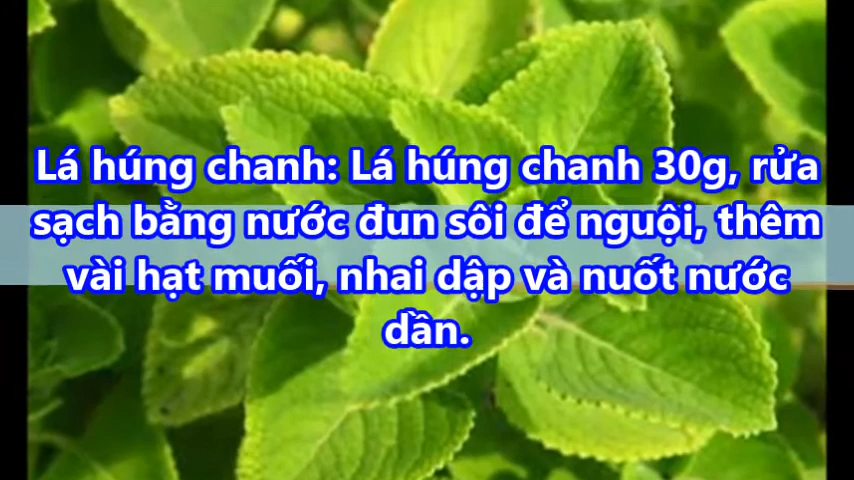 Lá húng chanh: Lá húng chanh 30g, rửa
sạch bằng nước đun sôi để nguội, thêm
vài hạt muối, nhai dập và nuốt nước
dần.